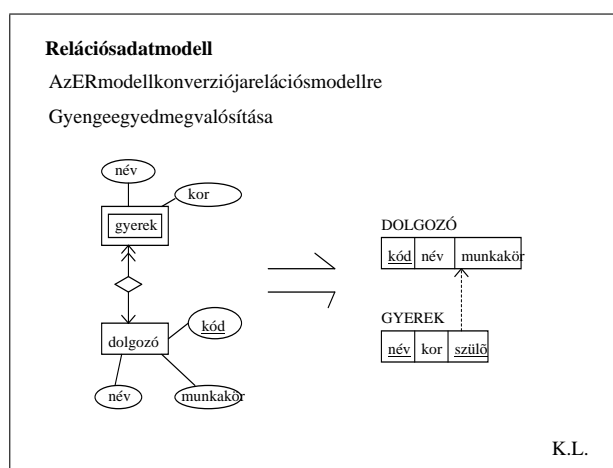 Relációsadatmodell
AzERmodellkonverziójarelációsmodellre
Gyengeegyedmegvalósítása
név
kor
gyerek
DOLGOZÓ
kód név munkakör
kód
GYEREK
dolgozó
név kor szülõ
név
munkakör
K.L.